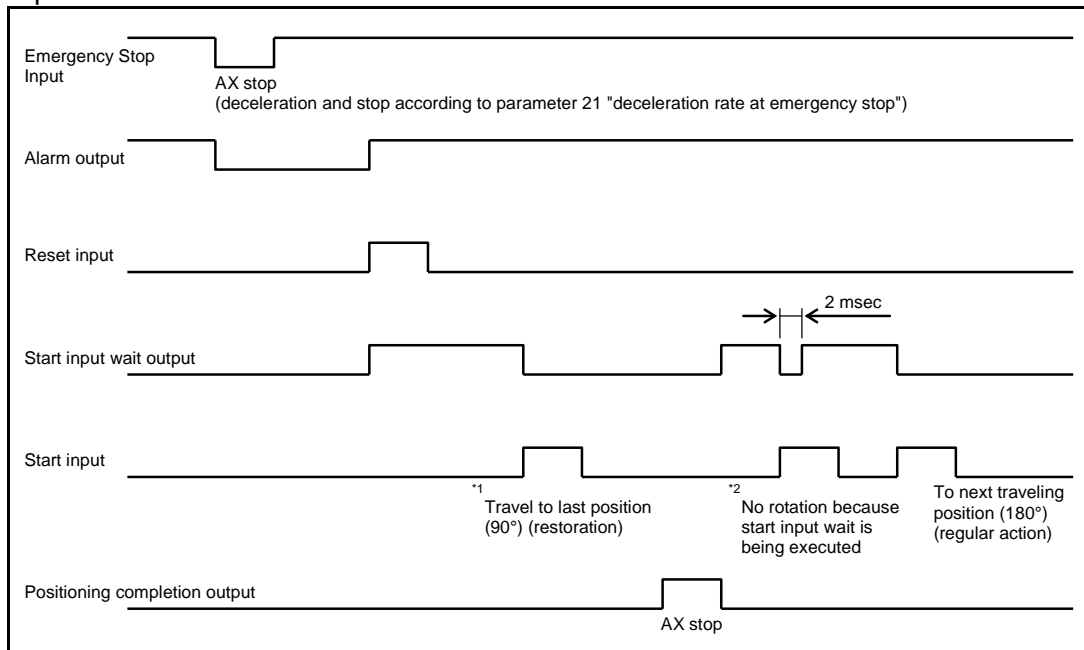 Emergency Stop
Input
AX stop
(deceleration and stop according to parameter 21 "deceleration rate at emergency stop")
Alarm output
Reset input
2 msec
Start input wait output
Start input
*1
Travel to last position
(90°) (restoration)
*2
No rotation because
start input wait is
being executed
To next traveling
position (180°)
(regular action)
Positioning completion output
AX stop